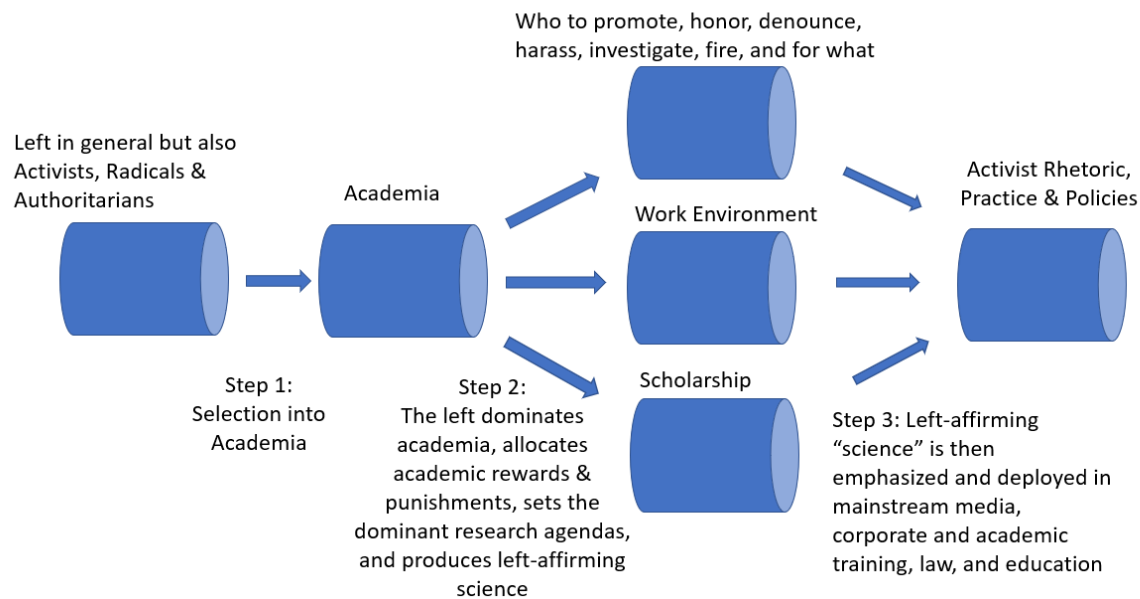 Who to promote, honor, denounce,
harass, investigate, fire, and for what
Left in general but also
Activists, Radicals &
Authoritarians
Academia
Work Environment
Activist Rhetoric,
Practice & Policies
Step 1:
Selection into
Academia
Step 2:
The left dominates
academia, allocates
academic rewards &
punishments, sets the
dominant research agendas,
and produces left-affirming
science
Scholarship
Step 3: Left-affirming
“science” is then
emphasized and deployed in
mainstream media,
corporate and academic
training, law, and education